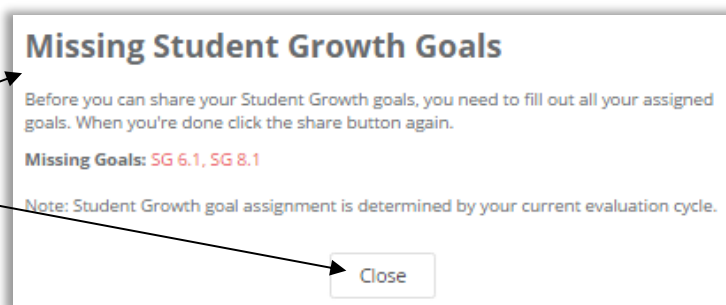 Missing Student Growth Goals
Before you can share your Student Growth goals, you need to fill out all your assigned
goals. When you're done click the share button again.
Missing Goals: SG 6.1, SG 8.1
Note: Student Growth goal assignment is determined by your current evaluation cycle.
Close